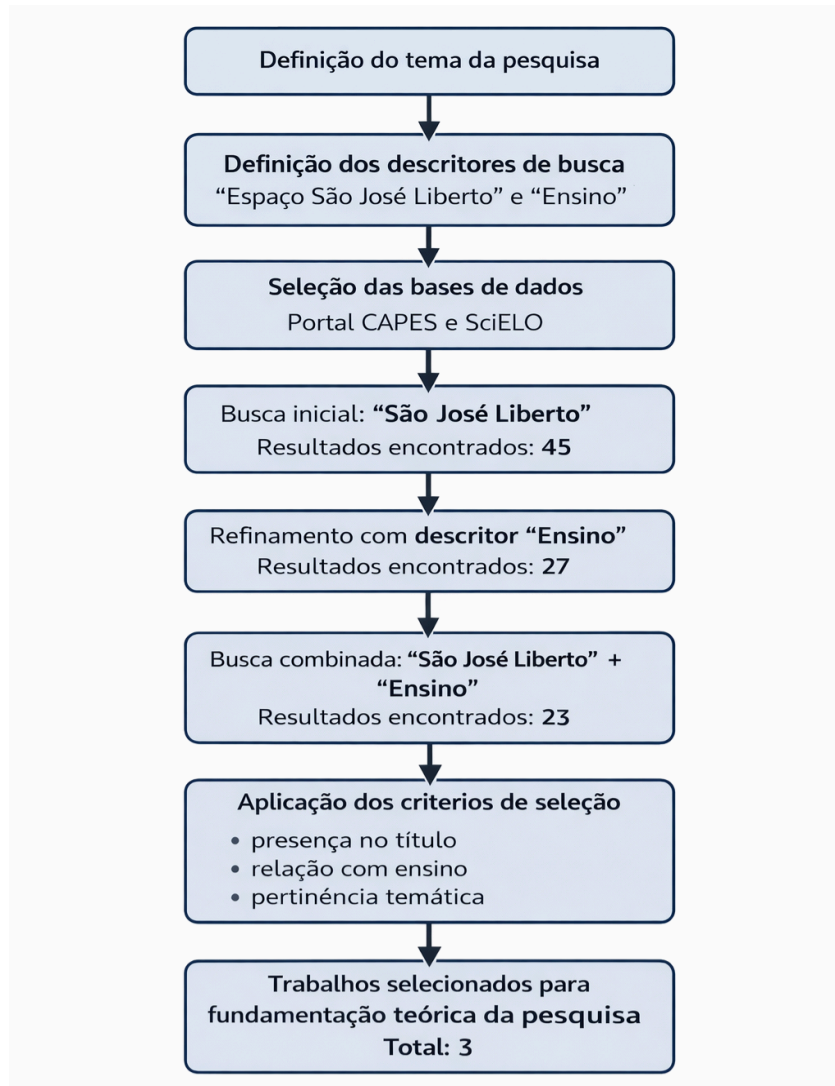 Definição do tema da pesquisa
Definição dos descritores de busca
“Espaço São José Liberto” e “Ensino”
Seleção das bases de dados
Portal CAPES e SciELO
Busca inicial: “São José Liberto”
Resultados encontrados: 45
Refinamento com descritor “Ensino”
Resultados encontrados: 27
Busca combinada: “São José Liberto” +
“Ensino”
Resultados encontrados: 23
Aplicação dos criterios de seleção
• presença no título
• relação com ensino
• pertinéncia temática
Trabalhos selecionados para
fundamentação teórica da pesquisa
Total: 3